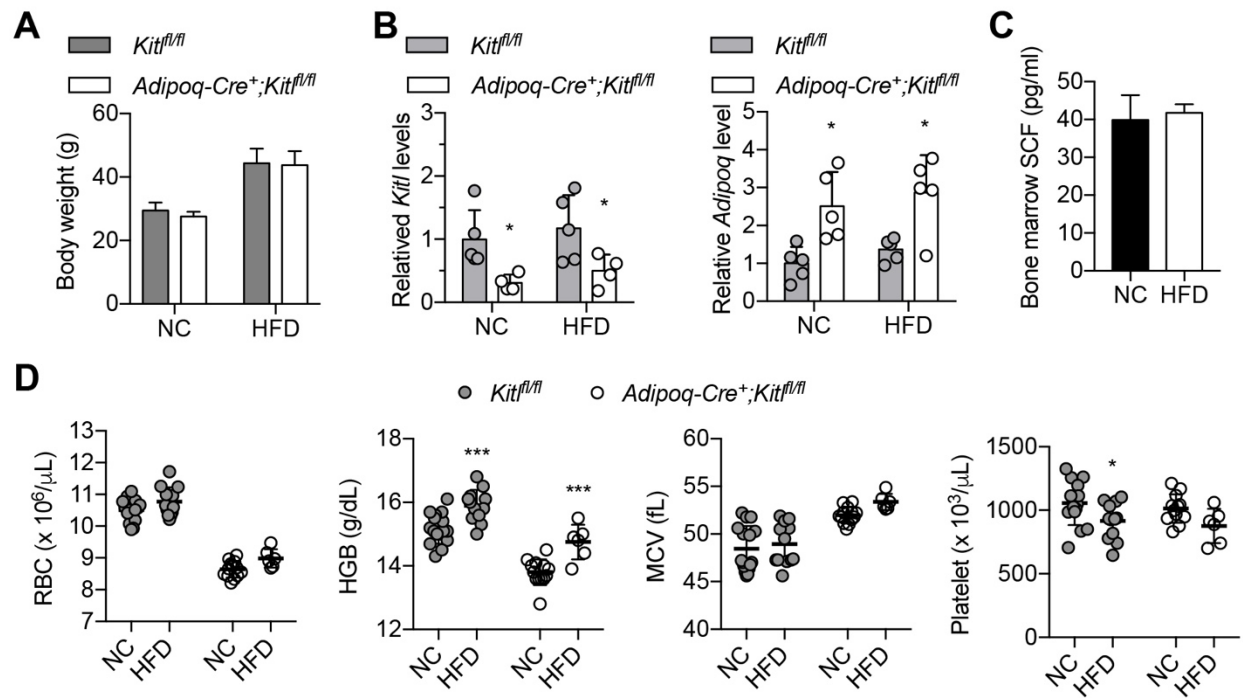 A
Kitl^fl/fl
Adipoq-Cre⁺;Kitl^fl/fl
Body weight (g)
60
40
20
0
NC
HFD
B
Kitl^fl/fl
Adipoq-Cre⁺;Kitl^fl/fl
Relatived Kitl levels
3
2
1
0
*
*
NC
HFD
Kitl^fl/fl
Adipoq-Cre⁺;Kitl^fl/fl
Relative Adipoq level
5
4
3
2
1
0
*
*
NC
HFD
C
Bone marrow SCF (pg/ml)
50
40
30
20
10
0
NC
HFD
D
Kitl^fl/fl
Adipoq-Cre⁺;Kitl^fl/fl
RBC (x 10⁶/μL)
13
12
11
10
9
8
7
NC
HFD
NC
HFD
HGB (g/dL)
18
16
14
12
***
***
NC
HFD
NC
HFD
MCV (fL)
60
55
50
45
40
NC
HFD
NC
HFD
Platelet (x 10³/μL)
1500
1000
500
0
*
NC
HFD
NC
HFD